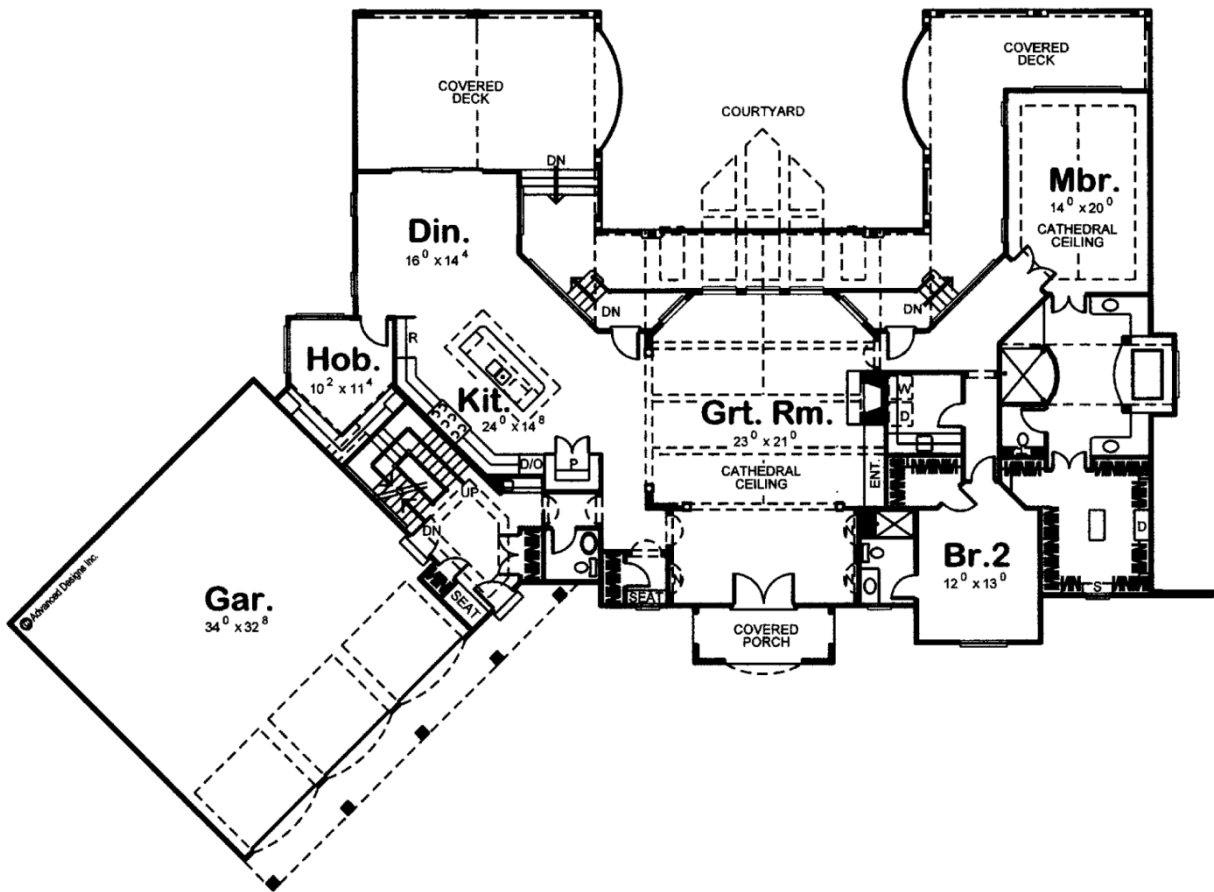 COVERED
DECK
COVERED
DECK
COURTYARD
DN
Mbr.
14⁰ x 20⁰
CATHEDRAL
CEILING
Din.
16⁰ x 14⁴
DN
DN
R
Hob.
10² x 11⁴
Kit.
24⁰ x 14⁸
Grt. Rm.
23⁰ x 21⁰
CATHEDRAL
CEILING
W
D
ENT.
D/O
P
UP
DN
Br.2
12⁰ x 13⁰
D
S
©Advanced Designs Inc.
Gar.
34⁰ x 32⁸
SEAT
SEAT
COVERED
PORCH